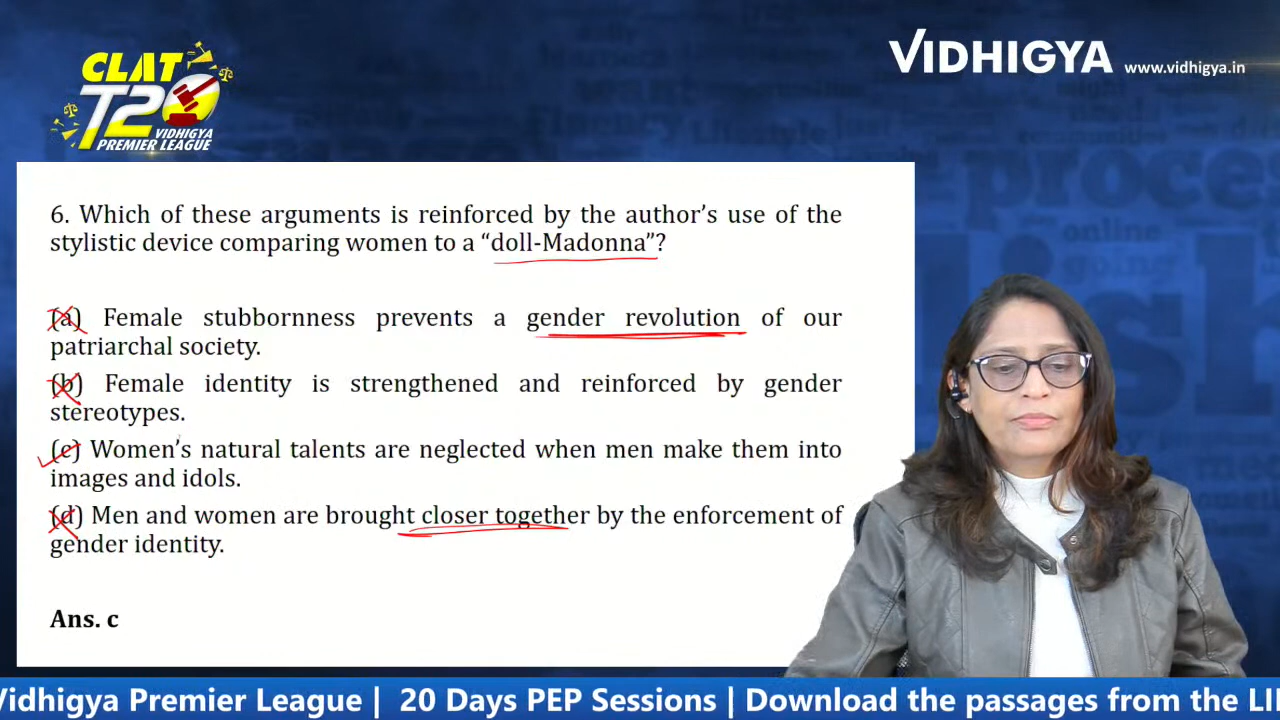 CLAT
T20
VIDHIGYA
PREMIER LEAGUE
VIDHIGYA www.vidhigya.in
6. Which of these arguments is reinforced by the author’s use of the
stylistic device comparing women to a “doll-Madonna”?
(a) Female stubbornness prevents a gender revolution of our
patriarchal society.
(b) Female identity is strengthened and reinforced by gender
stereotypes.
(c) Women’s natural talents are neglected when men make them into
images and idols.
(d) Men and women are brought closer together by the enforcement of
gender identity.
Ans. c
Vidhigya Premier League | 20 Days PEP Sessions | Download the passages from the LI
process
online
going